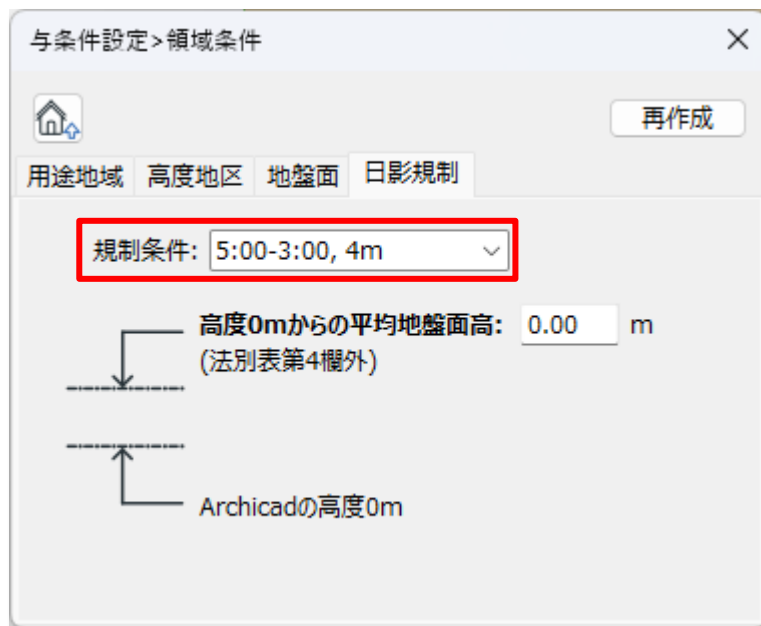 与条件設定>領域条件
再作成
用途地域 高度地区 地盤面 日影規制
規制条件: 5:00-3:00, 4m
高度0mからの平均地盤面高: 0.00 m
(法別表第4欄外)
Archicadの高度0m